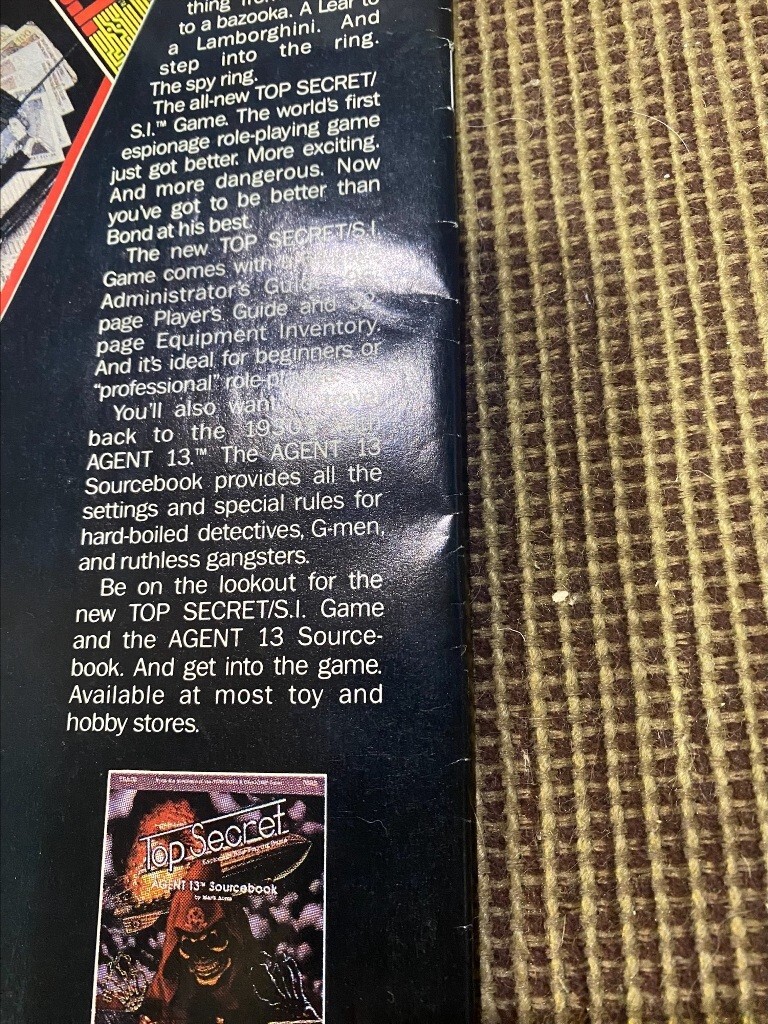 thing
to a bazooka. A Lear to
a Lamborghini. And
step into the ring.
The spy ring.
The all-new TOP SECRET/
S.I.™ Game. The world's first
espionage role-playing game
just got better. More exciting.
And more dangerous. Now
you've got to be better than
Bond at his best.
The new TOP SECRET/S.I.
Game comes with
Administrator's
page Player's Guide and
page Equipment Inventory.
And it's ideal for beginners or
"professional"
You'll also want
back to the
AGENT 13.™ The AGENT 13
Sourcebook provides all the
settings and special rules for
hard-boiled detectives, G-men,
and ruthless gangsters.
Be on the lookout for the
new TOP SECRET/S.I. Game
and the AGENT 13 Source-
book. And get into the game.
Available at most toy and
hobby stores.
Top Secret
AGENT 13™ Sourcebook